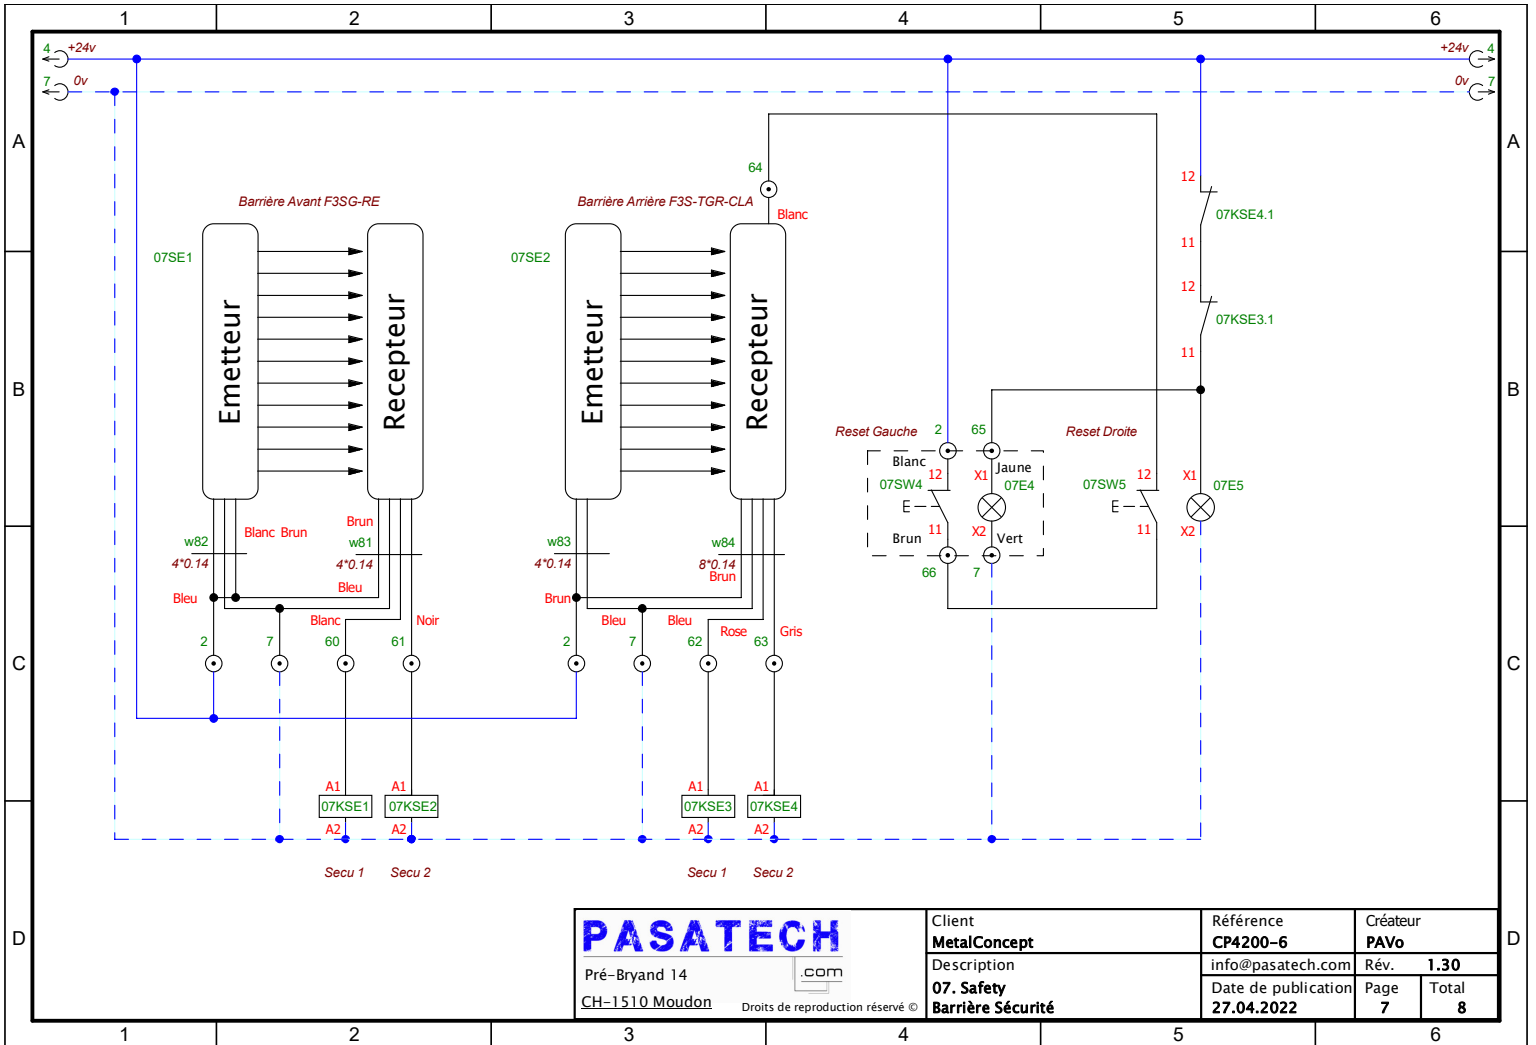 1 2 3 4 5 6
4 +24v +24v 4
7 0v 0v 7
A A
64
12
Barrière Avant F3SG-RE Barrière Arrière F3S-TGR-CLA
Blanc
07KSE4.1
11
07SE1 07SE2
12
07KSE3.1
11
Emetteur Recepteur Emetteur Recepteur
B B
Reset Gauche 2 65 Reset Droite
Blanc Jaune
12 X1 12 X1
07SW4 07E4 07SW5 07E5
E E
11 X2 11 X2
Brun Vert
66 7
Blanc Brun Brun
w82 w81 w83 w84
4*0.14 4*0.14 4*0.14 8*0.14
Brun
Bleu Bleu Brun
Blanc Noir Bleu Bleu Rose Gris
2 7 60 61 2 7 62 63
C C
A1 A1 A1 A1
07KSE1 07KSE2 07KSE3 07KSE4
A2 A2 A2 A2
Secu 1 Secu 2 Secu 1 Secu 2
D D
PASATECH
.com
Pré-Bryand 14
CH-1510 Moudon
Droits de reproduction réservé ©
Client
MetalConcept
Description
07. Safety
Barrière Sécurité
Référence
CP4200-6
info@pasatech.com
Date de publication
27.04.2022
Créateur
PAVo
Rév. 1.30
Page
7
Total
8
1 2 3 4 5 6